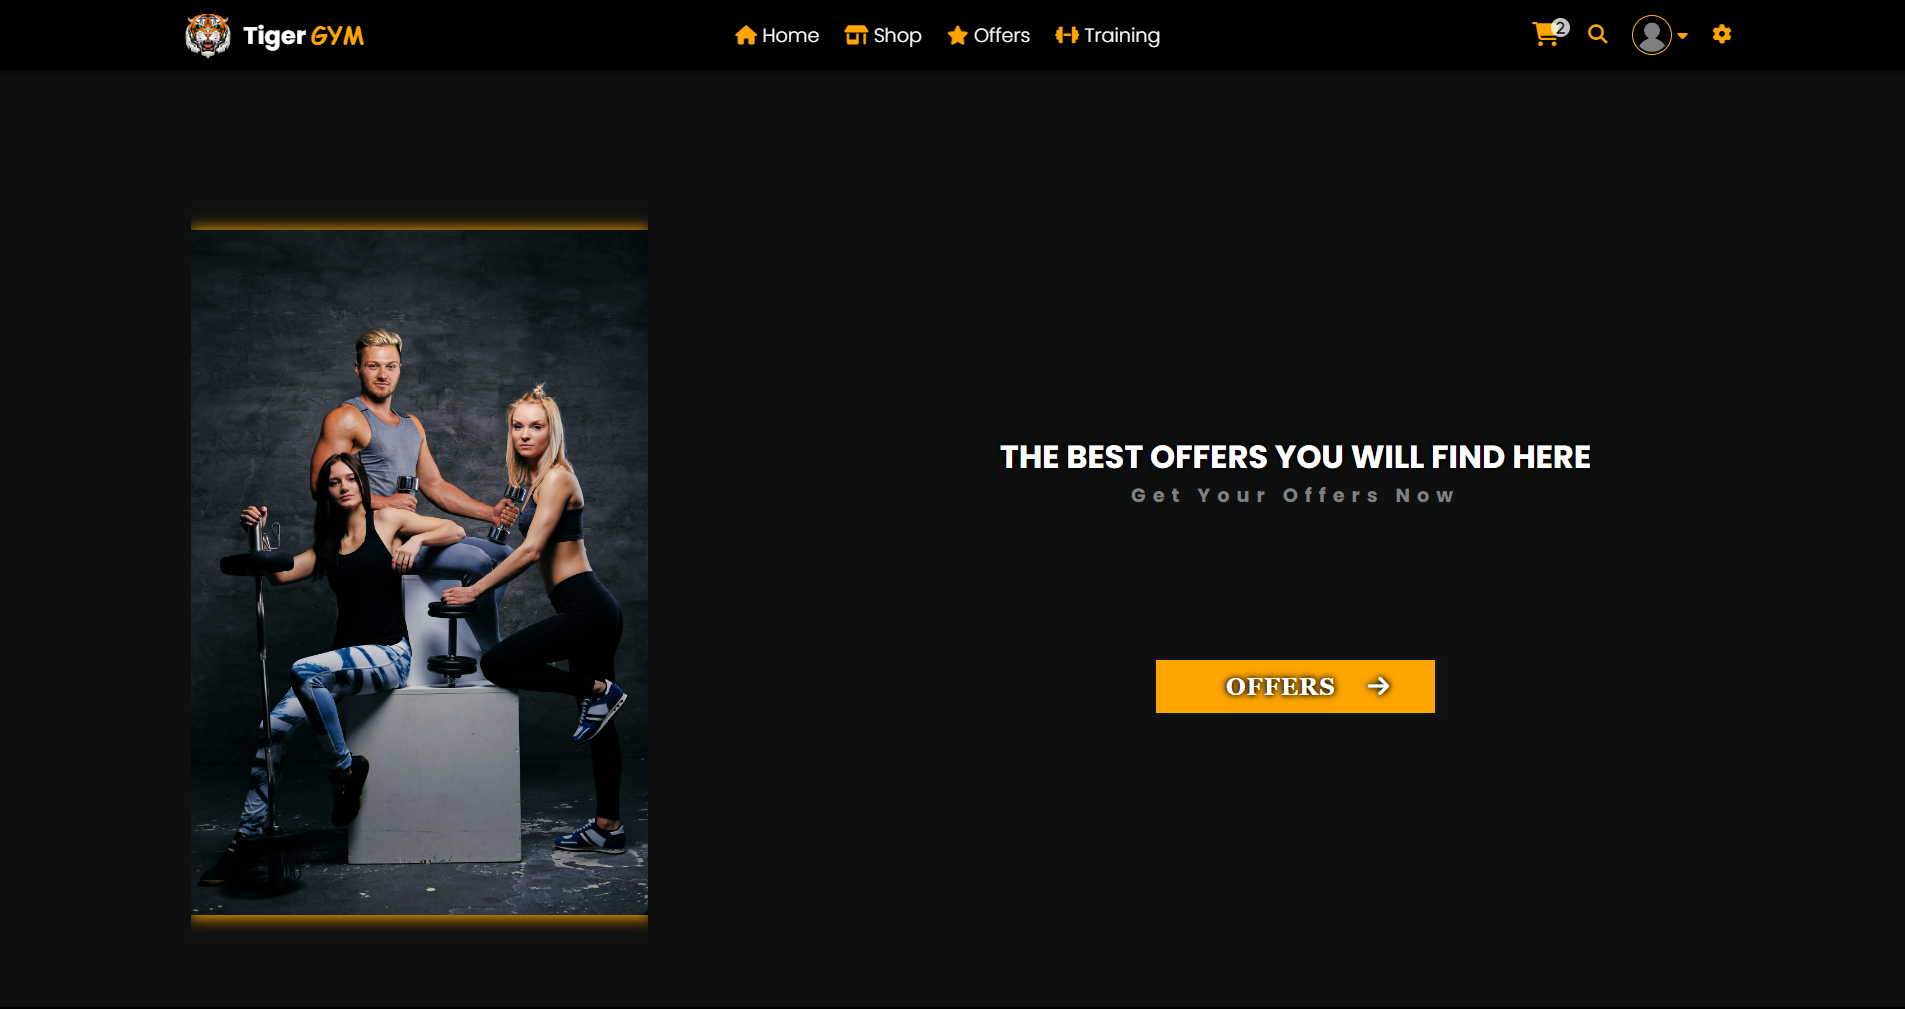 Tiger GYM
Home Shop Offers Training
2
THE BEST OFFERS YOU WILL FIND HERE
Get Your Offers Now
OFFERS